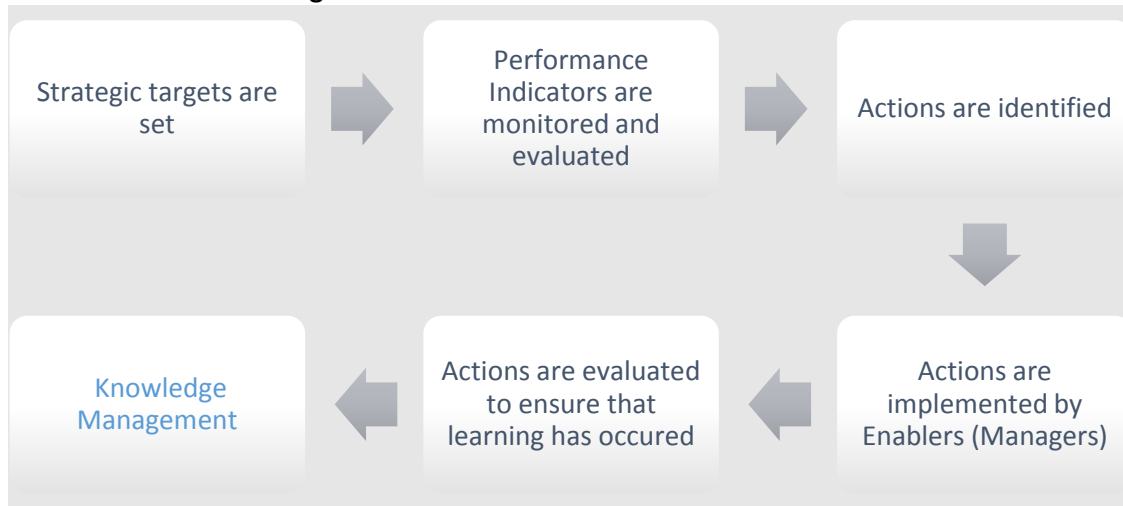 Strategic targets are
set
Performance
Indicators are
monitored and
evaluated
Actions are identified
Actions are
implemented by
Enablers (Managers)
Actions are evaluated
to ensure that
learning has occured
Knowledge
Management